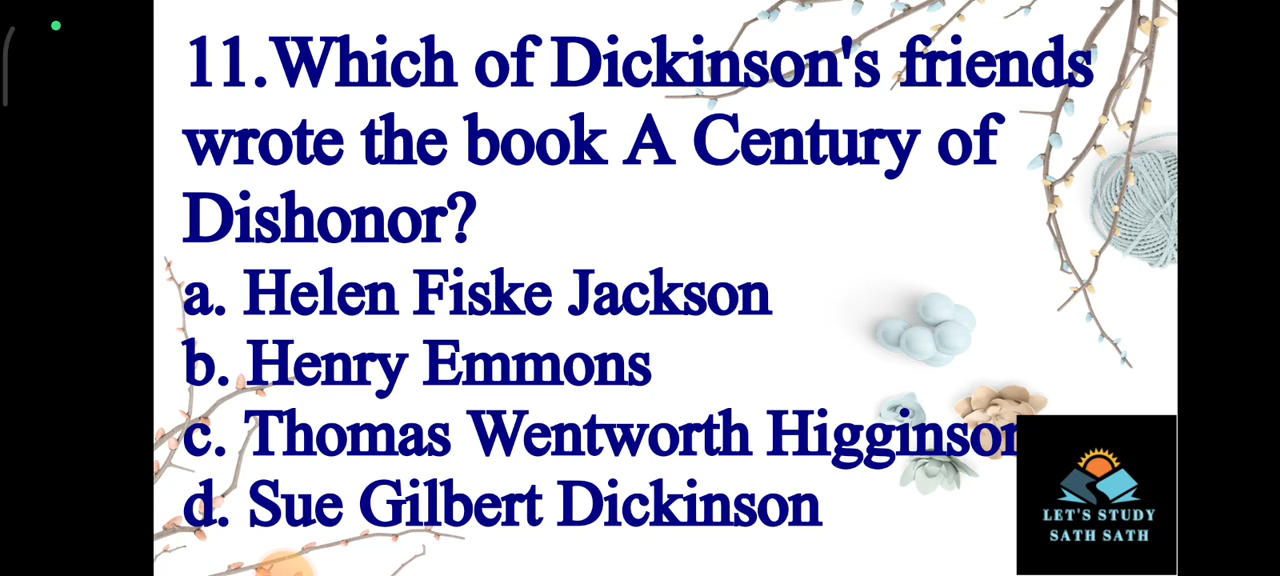 11.Which of Dickinson's friends
wrote the book A Century of
Dishonor?
a. Helen Fiske Jackson
b. Henry Emmons
c. Thomas Wentworth Higginson
d. Sue Gilbert Dickinson
LET'S STUDY
SATH SATH